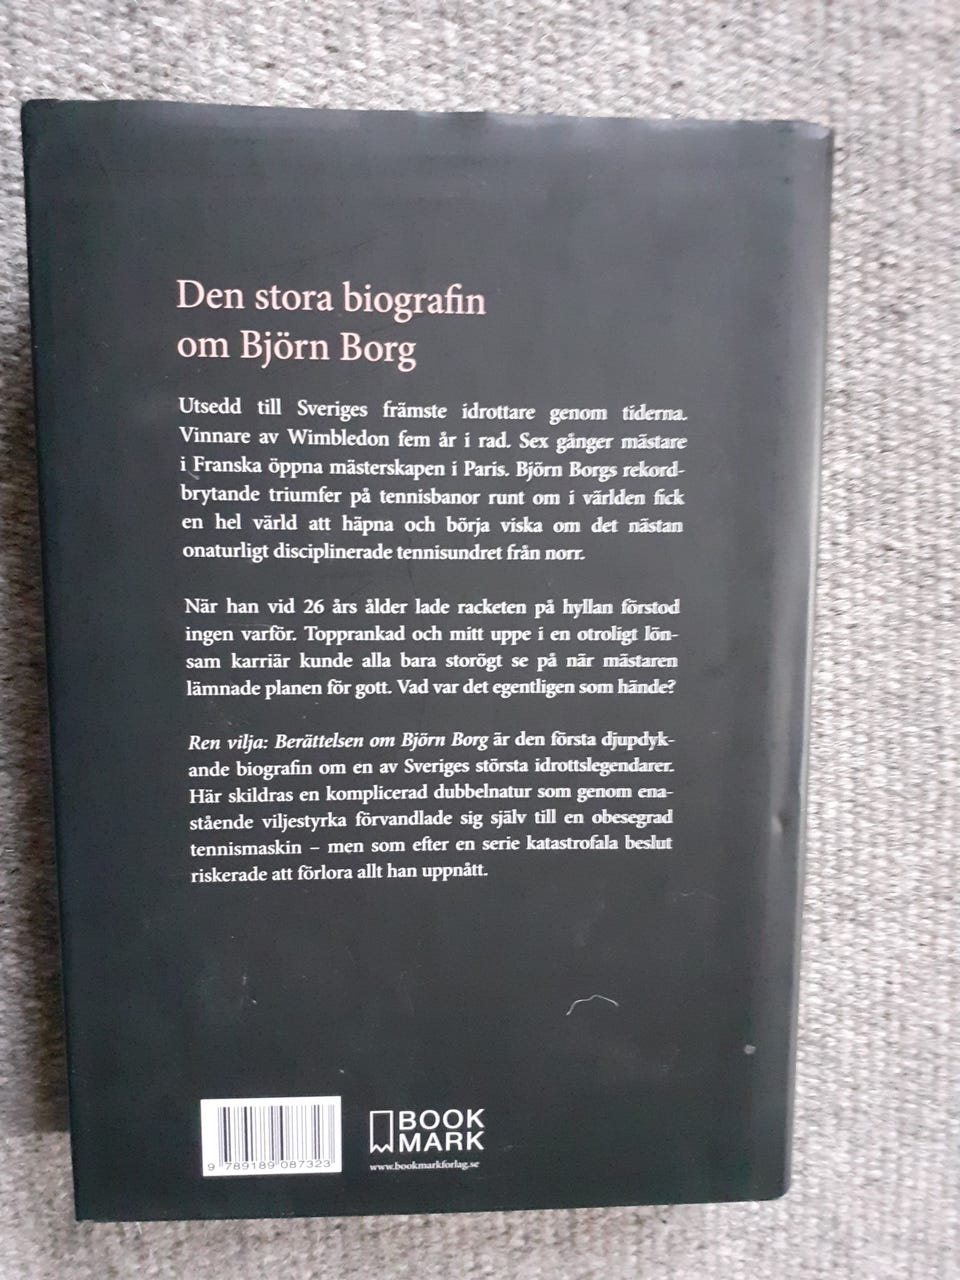 Den stora biografin
om Björn Borg
Utsedd till Sveriges främste idrottare genom tiderna.
Vinnare av Wimbledon fem år i rad. Sex gånger mästare
i Franska öppna mästerskapen i Paris. Björn Borgs rekord-
brytande triumfer på tennisbanor runt om i världen fick
en hel värld att häpna och börja viska om det nästan
onaturligt disciplinerade tennisundret från norr.
När han vid 26 års ålder lade racketen på hyllan förstod
ingen varför. Topprankad och mitt uppe i en otroligt lön-
sam karriär kunde alla bara storögt se på när mästaren
lämnade planen för gott. Vad var det egentligen som hände?
Ren vilja: Berättelsen om Björn Borg är den första djupdyk-
ande biografin om en av Sveriges största idrottslegendarer.
Här skildras en komplicerad dubbelnatur som genom ena-
stående viljestyrka förvandlade sig själv till en obesegrad
tennismaskin – men som efter en serie katastrofala beslut
riskerade att förlora allt han uppnått.
9 789189 087323
BOOK
MARK
www.bookmarkforlag.se